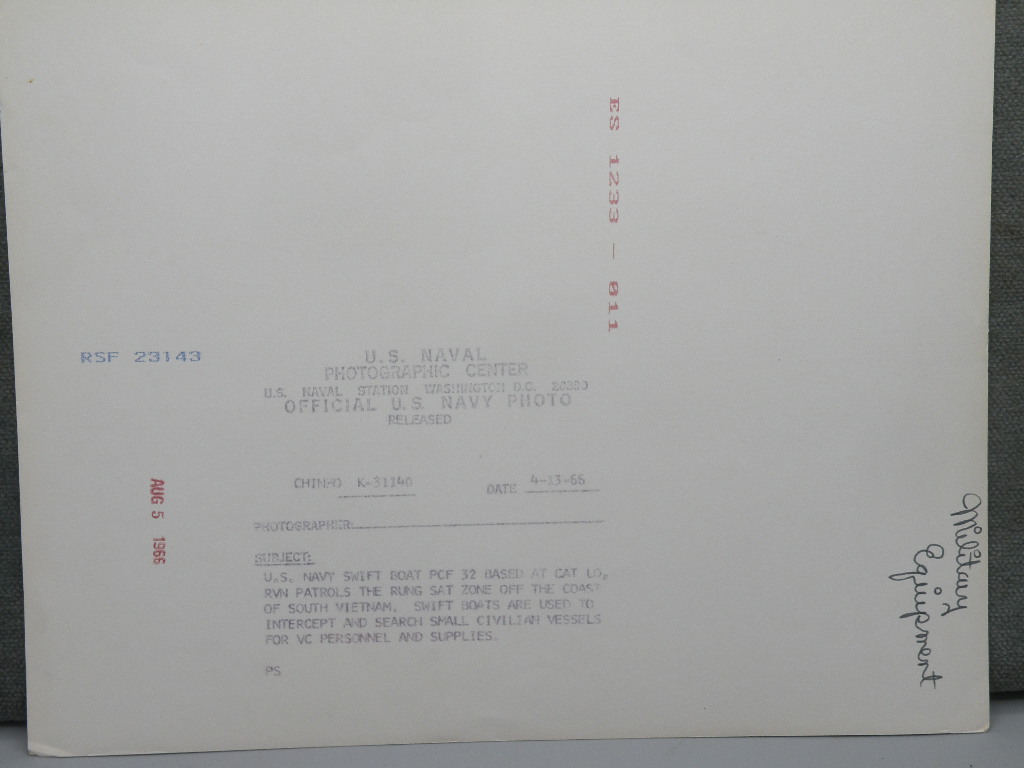 ES 1233 - 011
RSF 23143
U.S. NAVAL
PHOTOGRAPHIC CENTER
U.S. NAVAL STATION WASHINGTON D.C. 20390
OFFICIAL U.S. NAVY PHOTO
RELEASED
CHINFO K-31140
DATE 4-13-66
AUG 5 1966
PHOTOGRAPHER:
SUBJECT:
U.S. NAVY SWIFT BOAT PCF 32 BASED AT CAT LO,
RVN PATROLS THE RUNG SAT ZONE OFF THE COAST
OF SOUTH VIETNAM. SWIFT BOATS ARE USED TO
INTERCEPT AND SEARCH SMALL CIVILIAN VESSELS
FOR VC PERSONNEL AND SUPPLIES.
PS
Military
Equipment